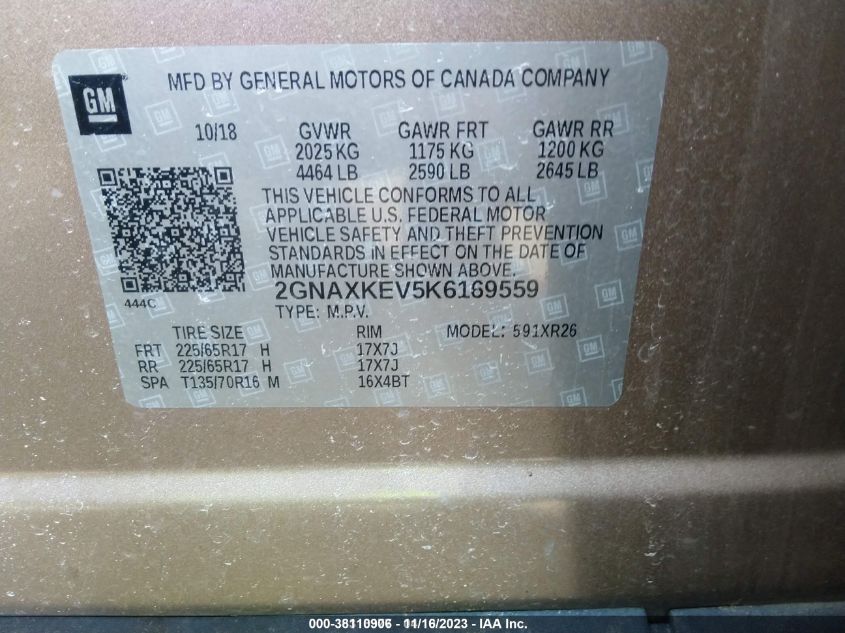 GM
MFD BY GENERAL MOTORS OF CANADA COMPANY
10/18 GVWR GAWR FRT GAWR RR
2025 KG 1175 KG 1200 KG
4464 LB 2590 LB 2645 LB
THIS VEHICLE CONFORMS TO ALL
APPLICABLE U.S. FEDERAL MOTOR
VEHICLE SAFETY AND THEFT PREVENTION
STANDARDS IN EFFECT ON THE DATE OF
MANUFACTURE SHOWN ABOVE.
444C
2GNAXKEV5K6169559
TYPE: M.P.V.
TIRE SIZE RIM MODEL: 591XR26
FRT 225/65R17 H 17X7J
RR 225/65R17 H 17X7J
SPA T135/70R16 M 16X4BT
000-38110906 - 11/16/2023 - IAA Inc.